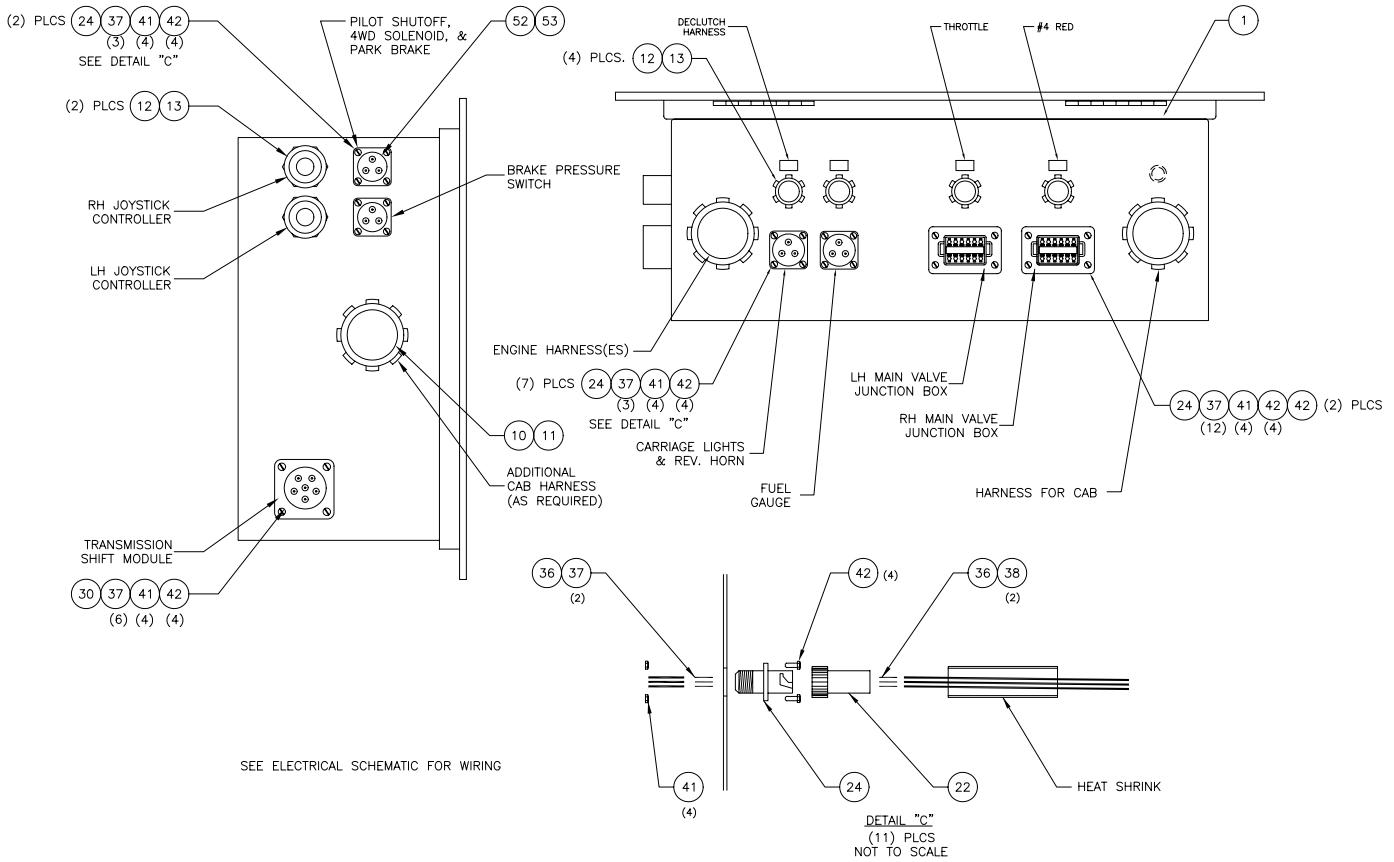 (2) PLCS 24 37 41 42
(3) (4) (4)
SEE DETAIL "C"
PILOT SHUTOFF,
4WD SOLENOID, &
PARK BRAKE
52 53
(2) PLCS 12 13
RH JOYSTICK
CONTROLLER
LH JOYSTICK
CONTROLLER
BRAKE PRESSURE
SWITCH
10 11
ADDITIONAL
CAB HARNESS
(AS REQUIRED)
TRANSMISSION
SHIFT MODULE
30 37 41 42
(6) (4) (4)
DECLUTCH
HARNESS
(4) PLCS. 12 13
THROTTLE
#4 RED
1
ENGINE HARNESS(ES)
(7) PLCS 24 37 41 42
(3) (4) (4)
SEE DETAIL "C"
CARRIAGE LIGHTS
& REV. HORN
FUEL
GAUGE
LH MAIN VALVE
JUNCTION BOX
RH MAIN VALVE
JUNCTION BOX
24 37 41 42 42 (2) PLCS
(12) (4) (4)
HARNESS FOR CAB
36 37
(2)
42 (4)
36 38
(2)
41
(4)
24
22
HEAT SHRINK
DETAIL "C"
(11) PLCS
NOT TO SCALE
SEE ELECTRICAL SCHEMATIC FOR WIRING